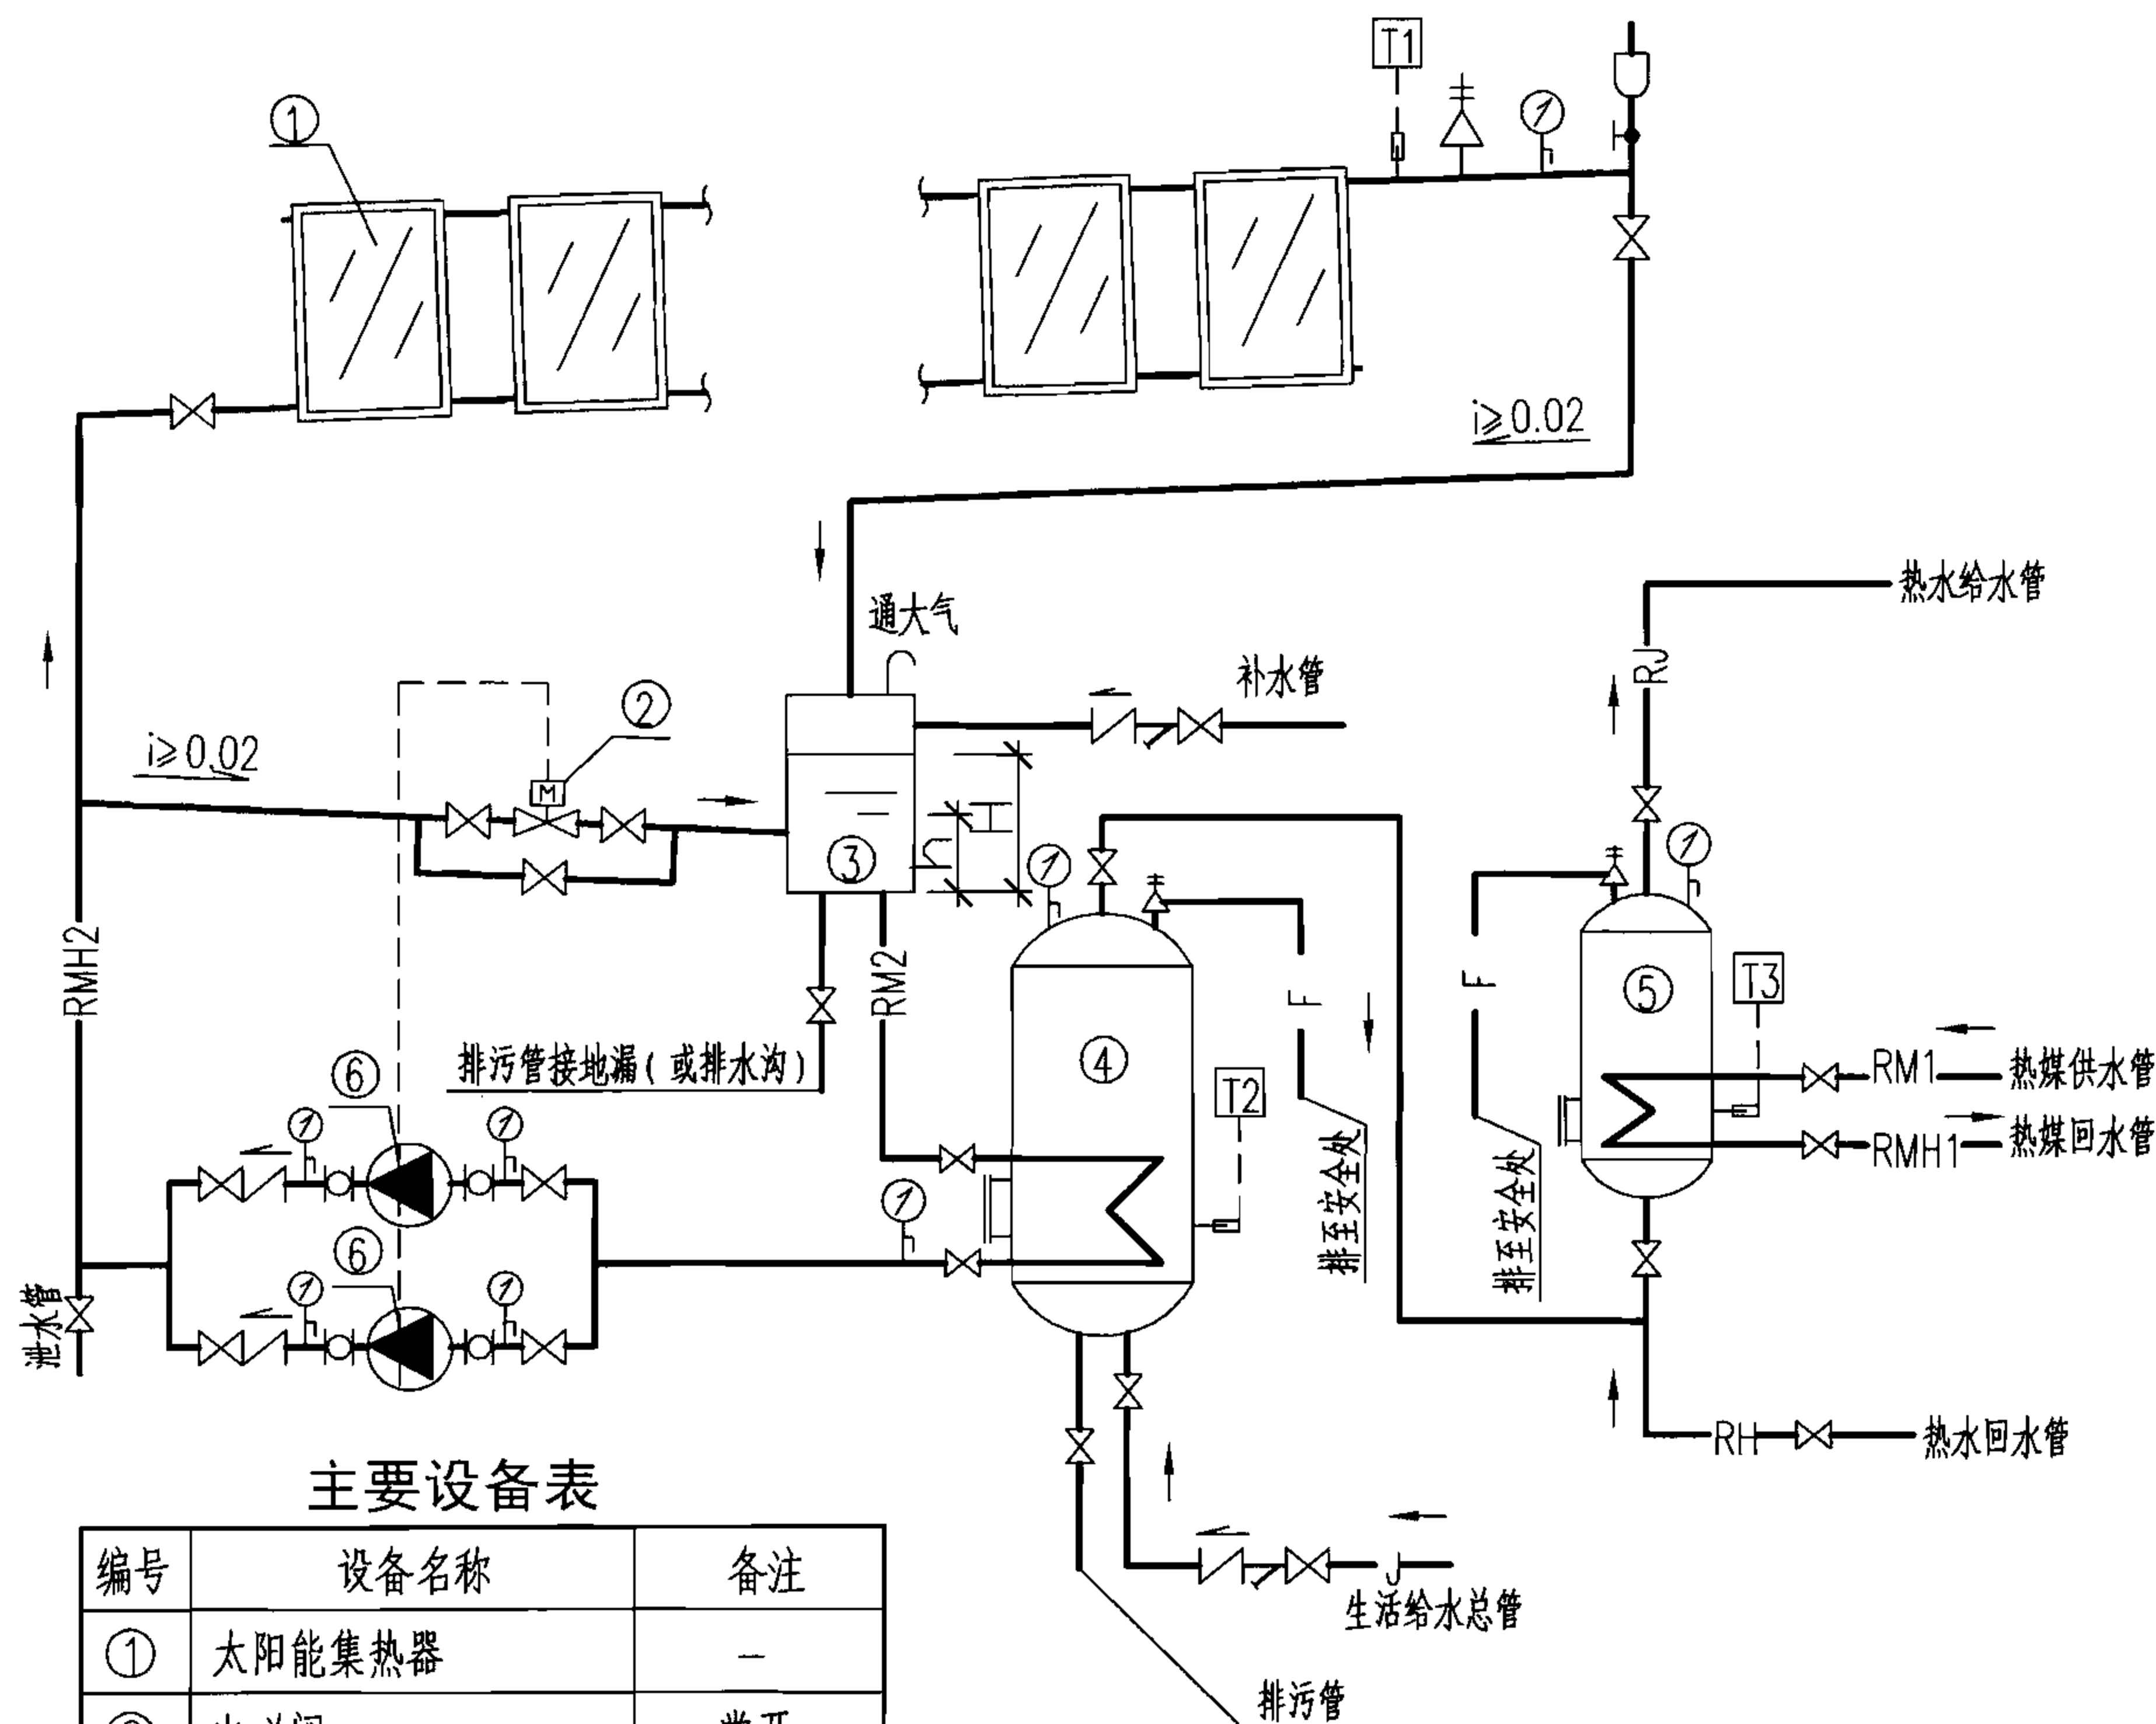 T1
①
i≥0.02
热水给水管
通大气
RJ
补水管
②
i≥0.02
M
H
h
③
RMH2
RM2
F
F
T3
⑤
④
排污管接地漏(或排水沟)
⑥
T2
RM1
热媒供水管
RMH1
热媒回水管
排至安全处
排至安全处
⑥
泄水管
RH
热水回水管
J
生活给水总管
排污管
主要设备表
编号 设备名称 备注
① 太阳能集热器 –